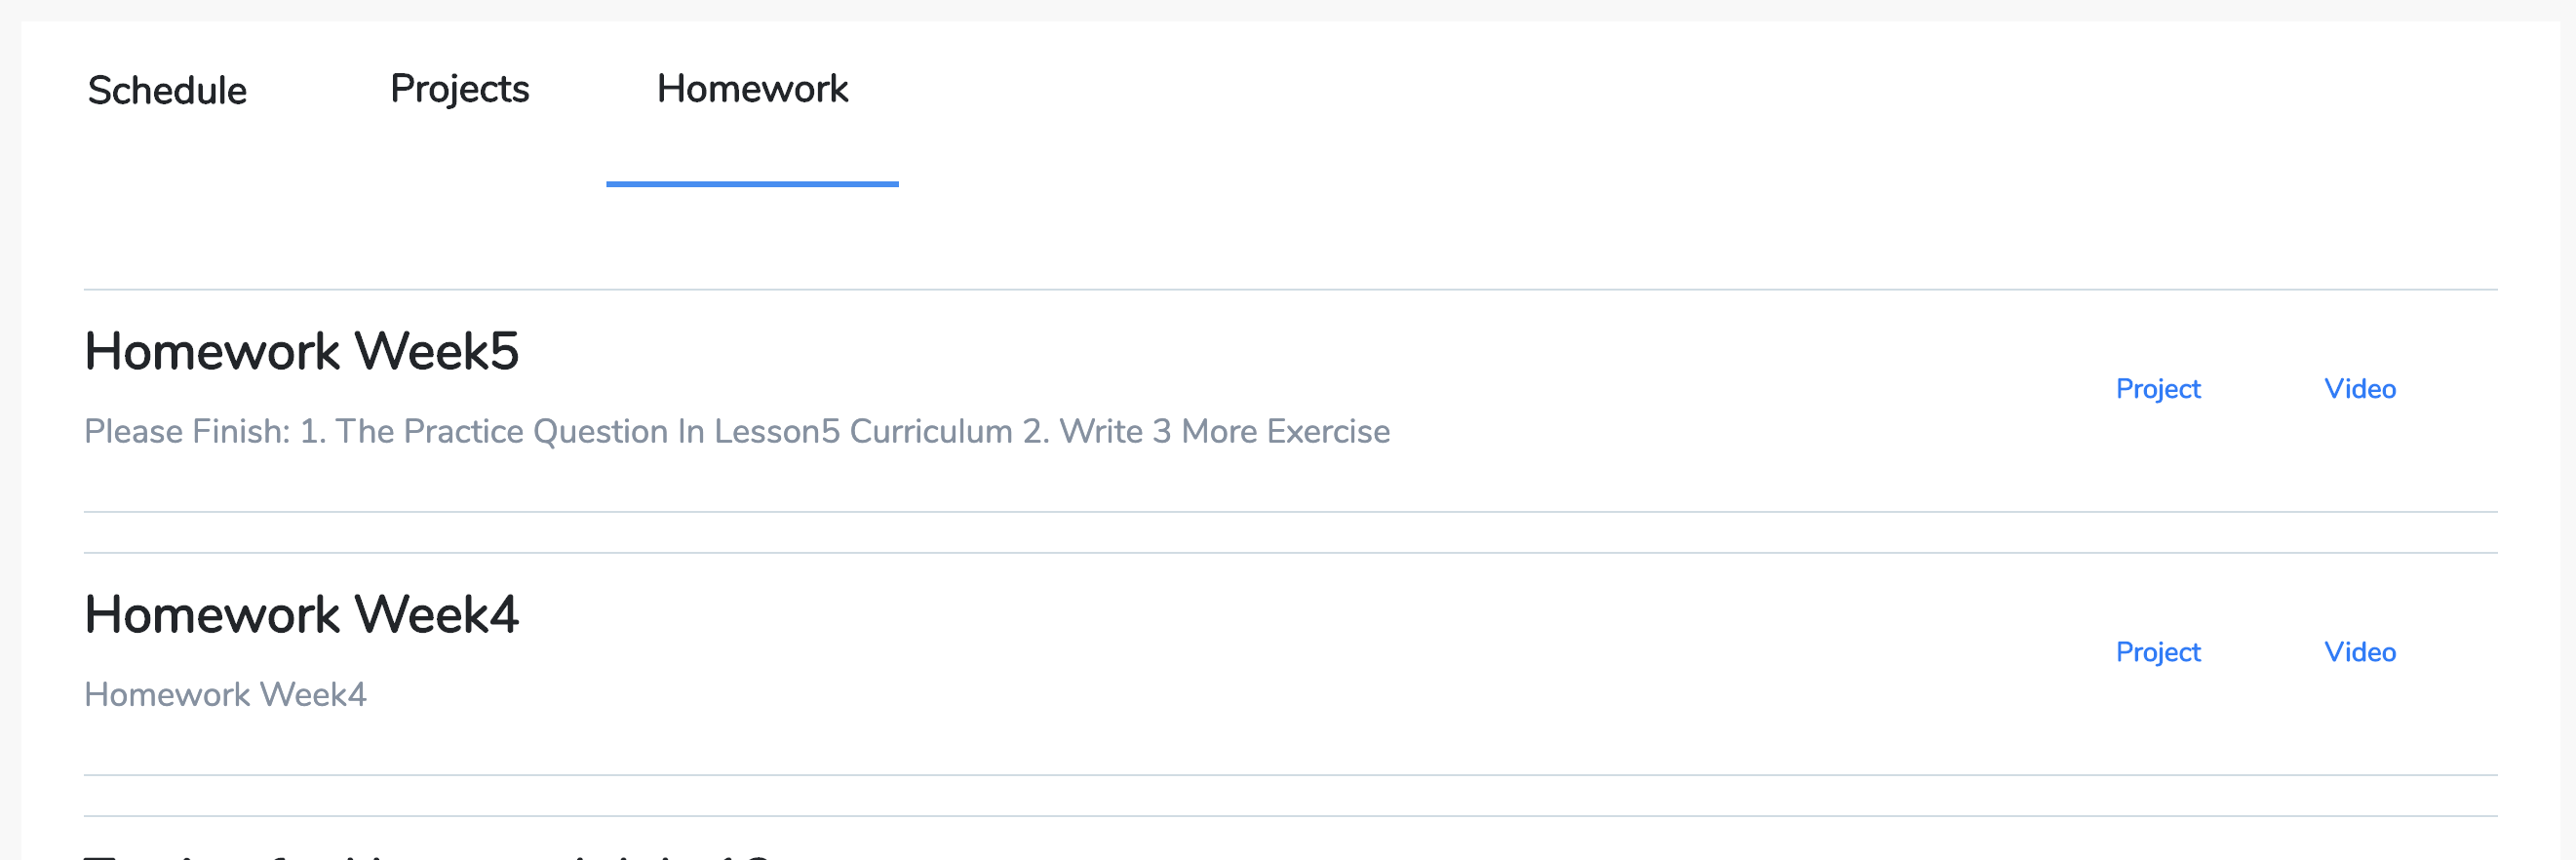 Schedule Projects Homework
Homework Week5
Project Video
Please Finish: 1. The Practice Question In Lesson5 Curriculum 2. Write 3 More Exercise
Homework Week4
Project Video
Homework Week4